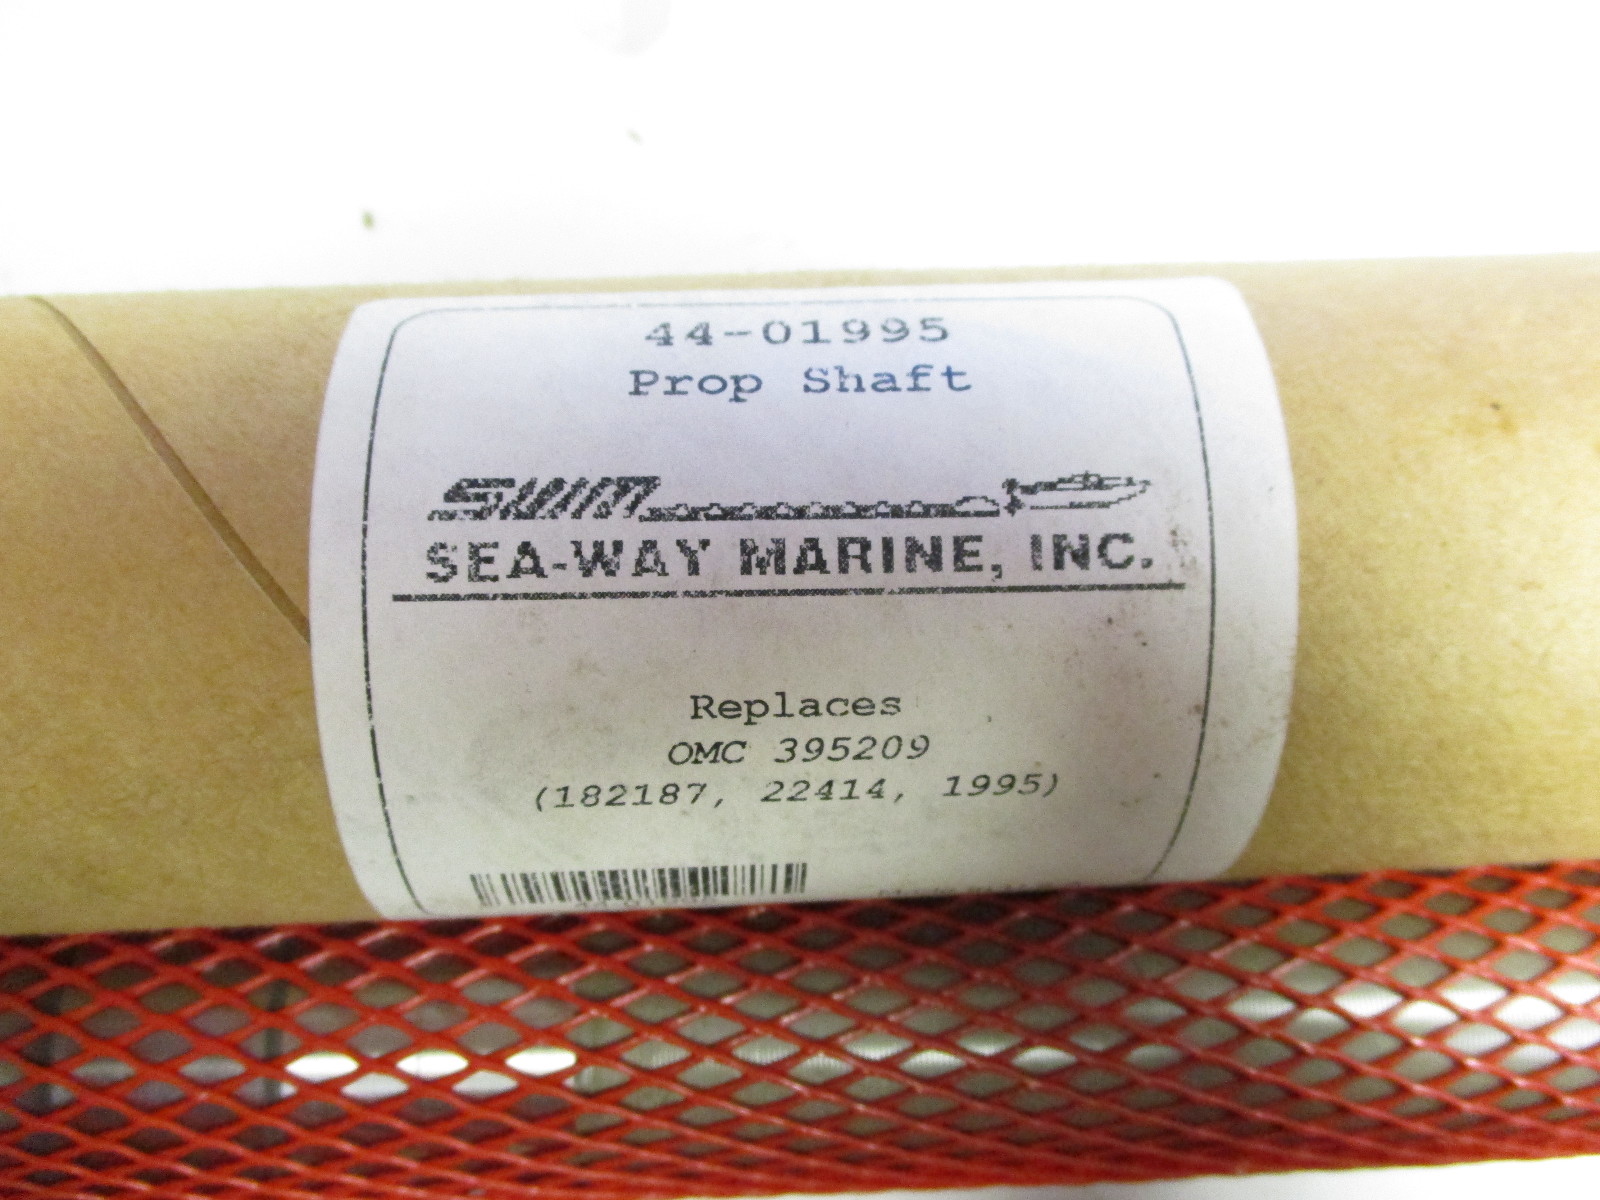 44-01995
Prop Shaft
SWM
SEA-WAY MARINE, INC.
Replaces
OMC 395209
(182187, 22414, 1995)